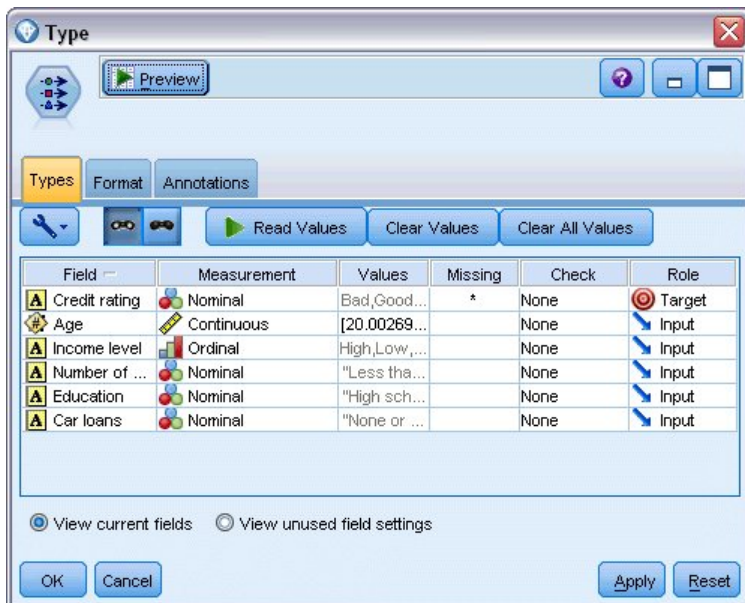 Type
Preview
Types Format Annotations
Read Values Clear Values Clear All Values
Field Measurement Values Missing Check Role
A Credit rating Nominal Bad,Good... * None Target
# Age Continuous [20.00269... None Input
A Income level Ordinal High,Low,... None Input
A Number of ... Nominal "Less tha... None Input
A Education Nominal "High sch... None Input
A Car loans Nominal "None or ... None Input
View current fields View unused field settings
OK Cancel Apply Reset